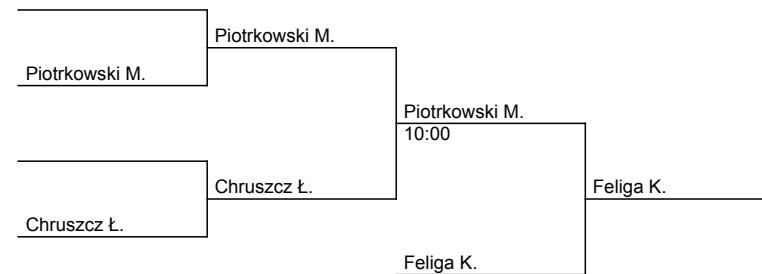 Piotrkowski M.
Piotrkowski M.
Piotrkowski M.
10:00
Chruszcz Ł.
Feliga K.
Chruszcz Ł.
Feliga K.